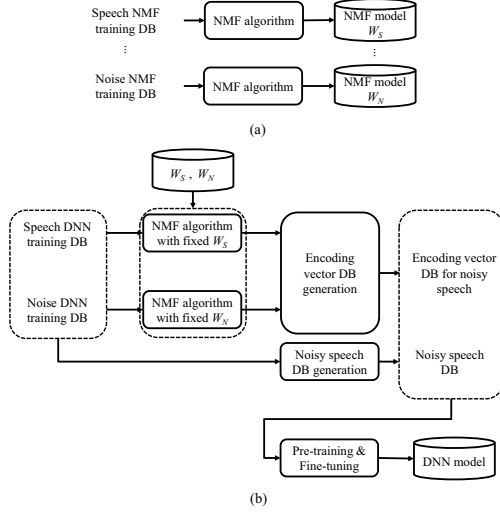 Speech NMF
training DB
NMF algorithm
NMF model
W_S
⋮
⋮
Noise NMF
training DB
NMF algorithm
NMF model
W_N
(a)
W_S , W_N
Speech DNN
training DB
NMF algorithm
with fixed W_S
Encoding
vector DB
generation
Encoding vector
DB for noisy
speech
Noise DNN
training DB
NMF algorithm
with fixed W_N
Noisy speech
DB generation
Noisy speech
DB
Pre-training &
Fine-tuning
DNN model
(b)